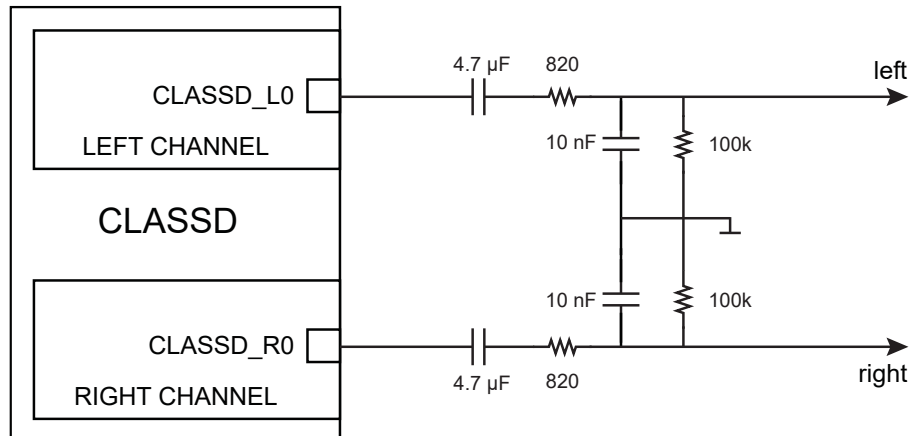 4.7 µF
820
left
CLASSD_L0
10 nF
100k
LEFT CHANNEL
CLASSD
10 nF
100k
CLASSD_R0
right
4.7 µF
820
RIGHT CHANNEL